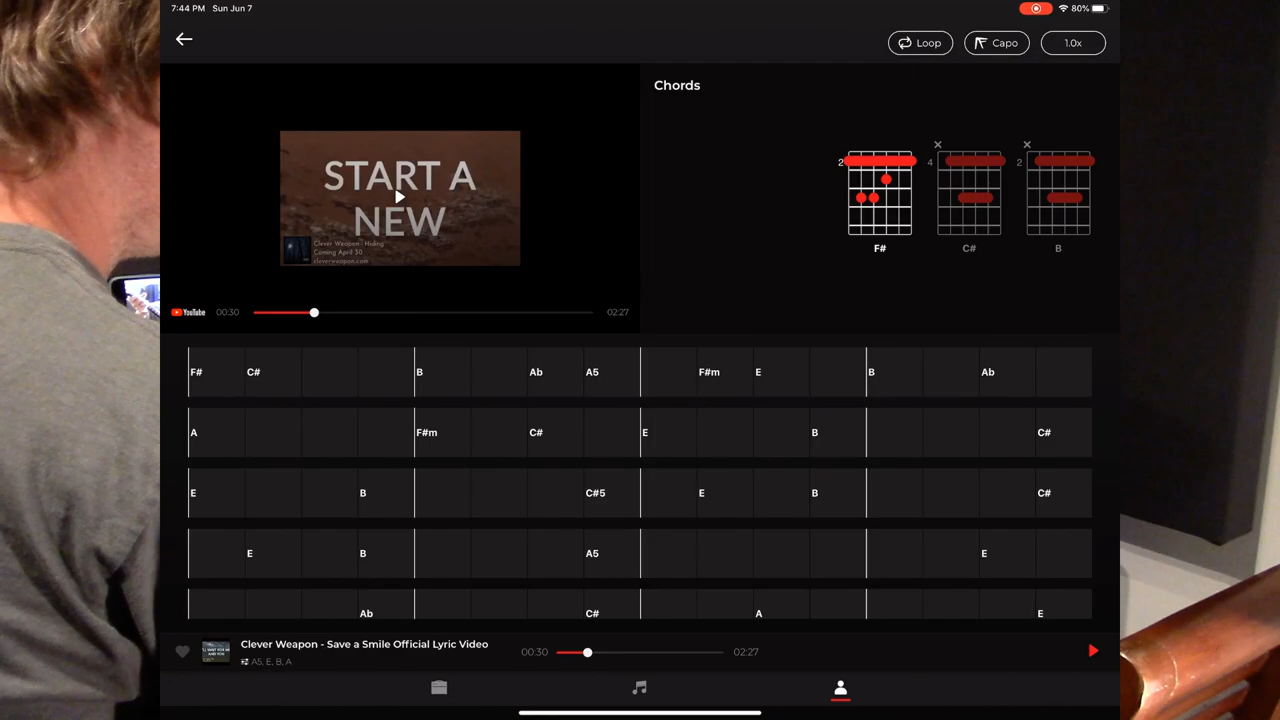 7:44 PM Sun Jun 7
80%
Loop Capo 1.0x
START A
NEW
Clever Weapon - Hiding
Coming April 30
cleverweapon.com
YouTube 00:30 02:27
Chords
2 × 4 × 2
F# C# B
F# C# B Ab A5 F#m E B Ab
A F#m C# E B C#
E B C#5 E B C#
E B A5 E
Ab C# A E
Clever Weapon - Save a Smile Official Lyric Video
A5, E, B, A
00:30 02:27